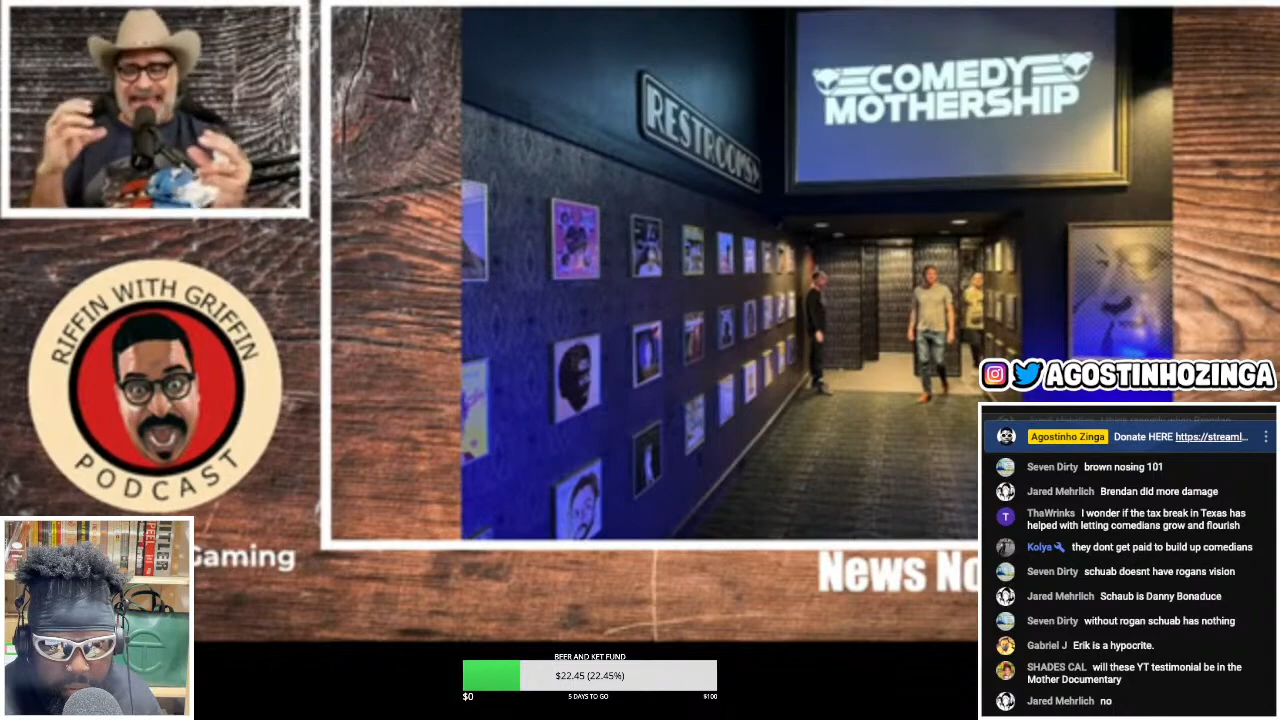 COMEDY
MOTHERSHIP
RESTROOMS
RIFFIN WITH GRIFFIN
PODCAST
AGOSTINHOZINGA
Agostinho Zinga Donate HERE https://streaml...
Seven Dirty brown nosing 101
Jared Mehrlich Brendan did more damage
ThaWrinks I wonder if the tax break in Texas has
helped with letting comedians grow and flourish
Kolya they dont get paid to build up comedians
Seven Dirty schuab doesnt have rogans vision
Jared Mehrlich Schaub is Danny Bonaduce
Seven Dirty without rogan schuab has nothing
Gabriel J Erik is a hypocrite.
SHADES CAL will these YT testimonial be in the
Mother Documentary
Jared Mehrlich no
Gaming
News No
BEER AND KET FUND
$22.45 (22.45%)
$0
5 DAYS TO GO
$100